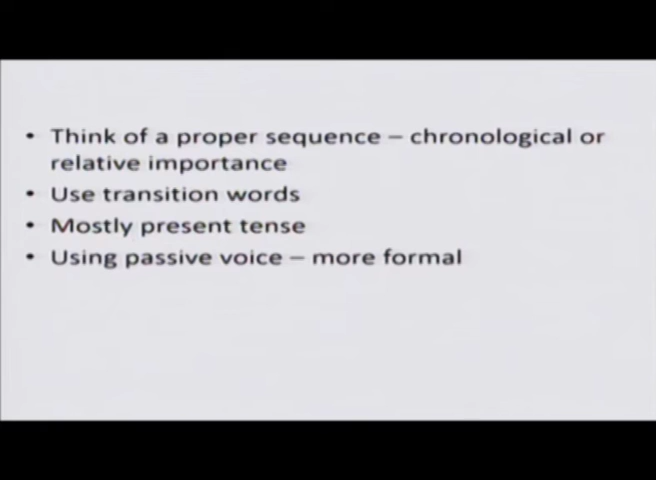 • Think of a proper sequence – chronological or
relative importance
• Use transition words
• Mostly present tense
• Using passive voice – more formal